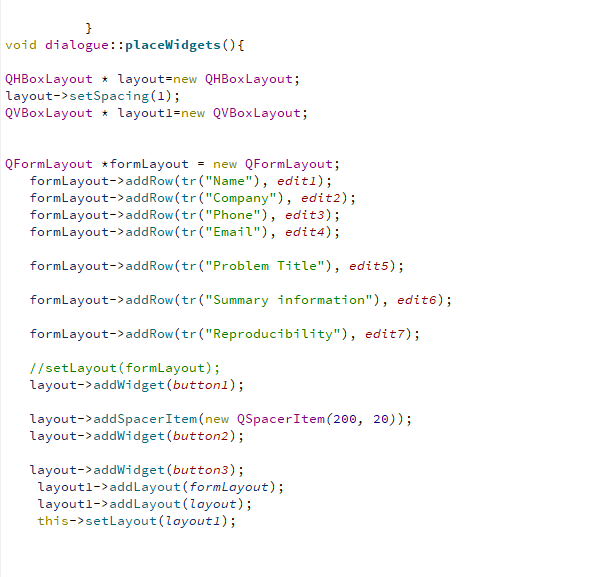 }
void dialogue::placeWidgets(){
QHBoxLayout * layout=new QHBoxLayout;
layout->setSpacing(1);
QVBoxLayout * layout1=new QVBoxLayout;
QFormLayout *formLayout = new QFormLayout;
formLayout->addRow(tr("Name"), edit1);
formLayout->addRow(tr("Company"), edit2);
formLayout->addRow(tr("Phone"), edit3);
formLayout->addRow(tr("Email"), edit4);
formLayout->addRow(tr("Problem Title"), edit5);
formLayout->addRow(tr("Summary information"), edit6);
formLayout->addRow(tr("Reproducibility"), edit7);
//setLayout(formLayout);
layout->addWidget(button1);
layout->addSpacerItem(new QSpacerItem(200, 20));
layout->addWidget(button2);
layout->addWidget(button3);
layout1->addLayout(formLayout);
layout1->addLayout(layout);
this->setLayout(layout1);